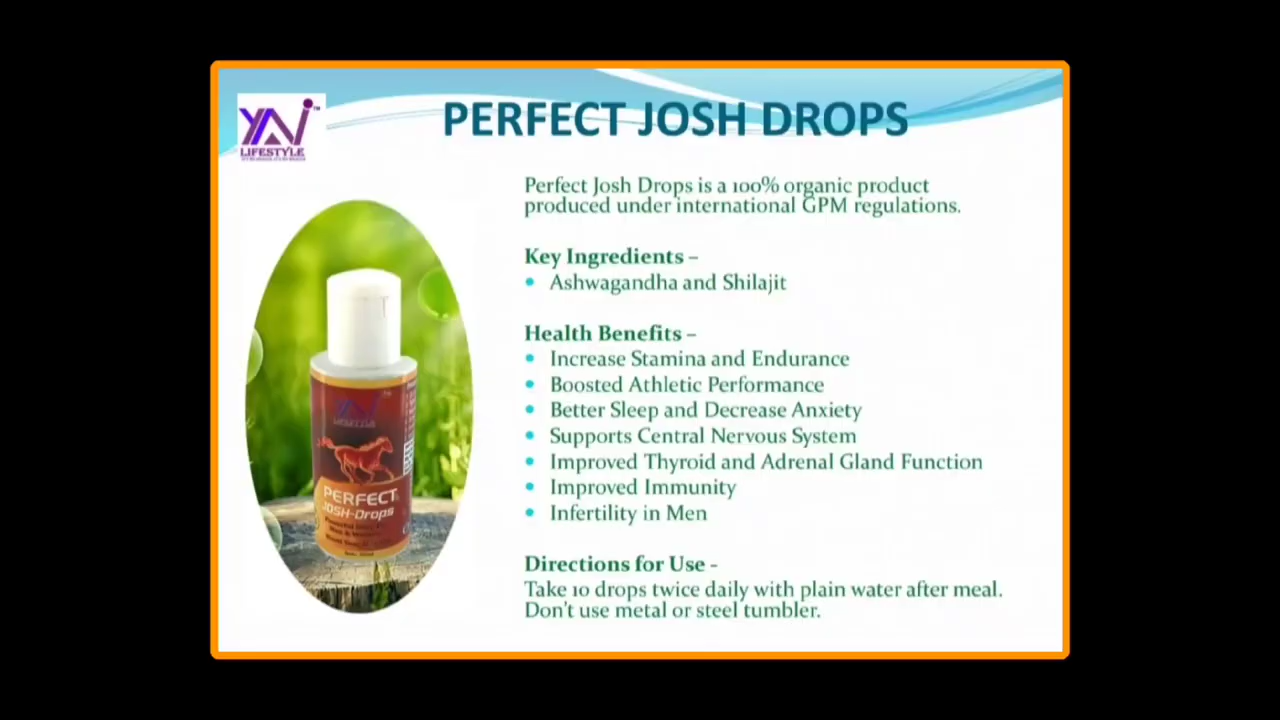 YNI
LIFESTYLE
PERFECT JOSH DROPS
Perfect Josh Drops is a 100% organic product
produced under international GPM regulations.
Key Ingredients –
• Ashwagandha and Shilajit
Health Benefits –
• Increase Stamina and Endurance
• Boosted Athletic Performance
• Better Sleep and Decrease Anxiety
• Supports Central Nervous System
• Improved Thyroid and Adrenal Gland Function
• Improved Immunity
• Infertility in Men
Directions for Use -
Take 10 drops twice daily with plain water after meal.
Don't use metal or steel tumbler.
PERFECT
JOSH-Drops